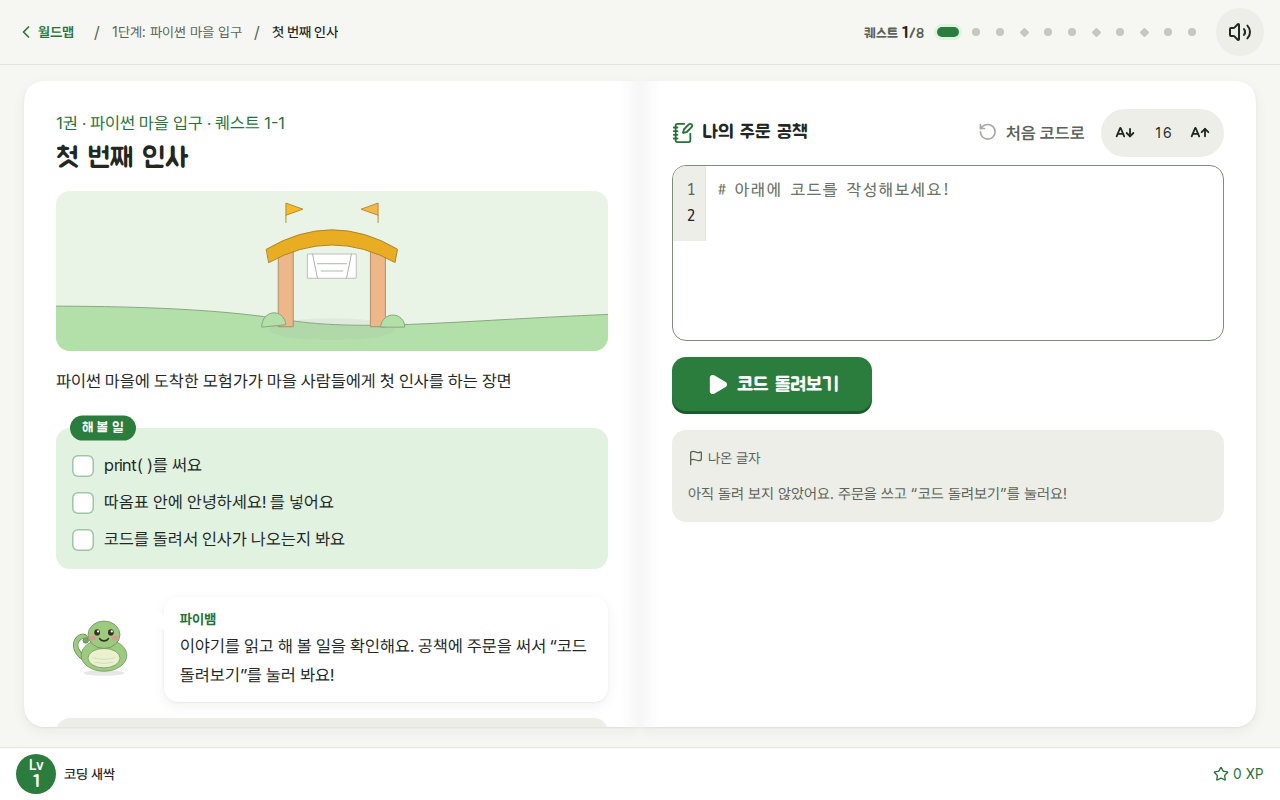 월드맵 / 1단계: 파이썬 마을 입구 / 첫 번째 인사
퀘스트 1/8
1권 · 파이썬 마을 입구 · 퀘스트 1-1
첫 번째 인사
파이썬 마을에 도착한 모험가가 마을 사람들에게 첫 인사를 하는 장면
해 볼 일
print( )를 써요
따옴표 안에 안녕하세요! 를 넣어요
코드를 돌려서 인사가 나오는지 봐요
파이뱀
이야기를 읽고 해 볼 일을 확인해요. 공책에 주문을 써서 “코드
돌려보기”를 눌러 봐요!
나의 주문 공책
처음 코드로
A↓ 16 A↑
1 # 아래에 코드를 작성해보세요!
2
코드 돌려보기
나온 글자
아직 돌려 보지 않았어요. 주문을 쓰고 “코드 돌려보기”를 눌러요!
Lv
1
코딩 새싹
0 XP